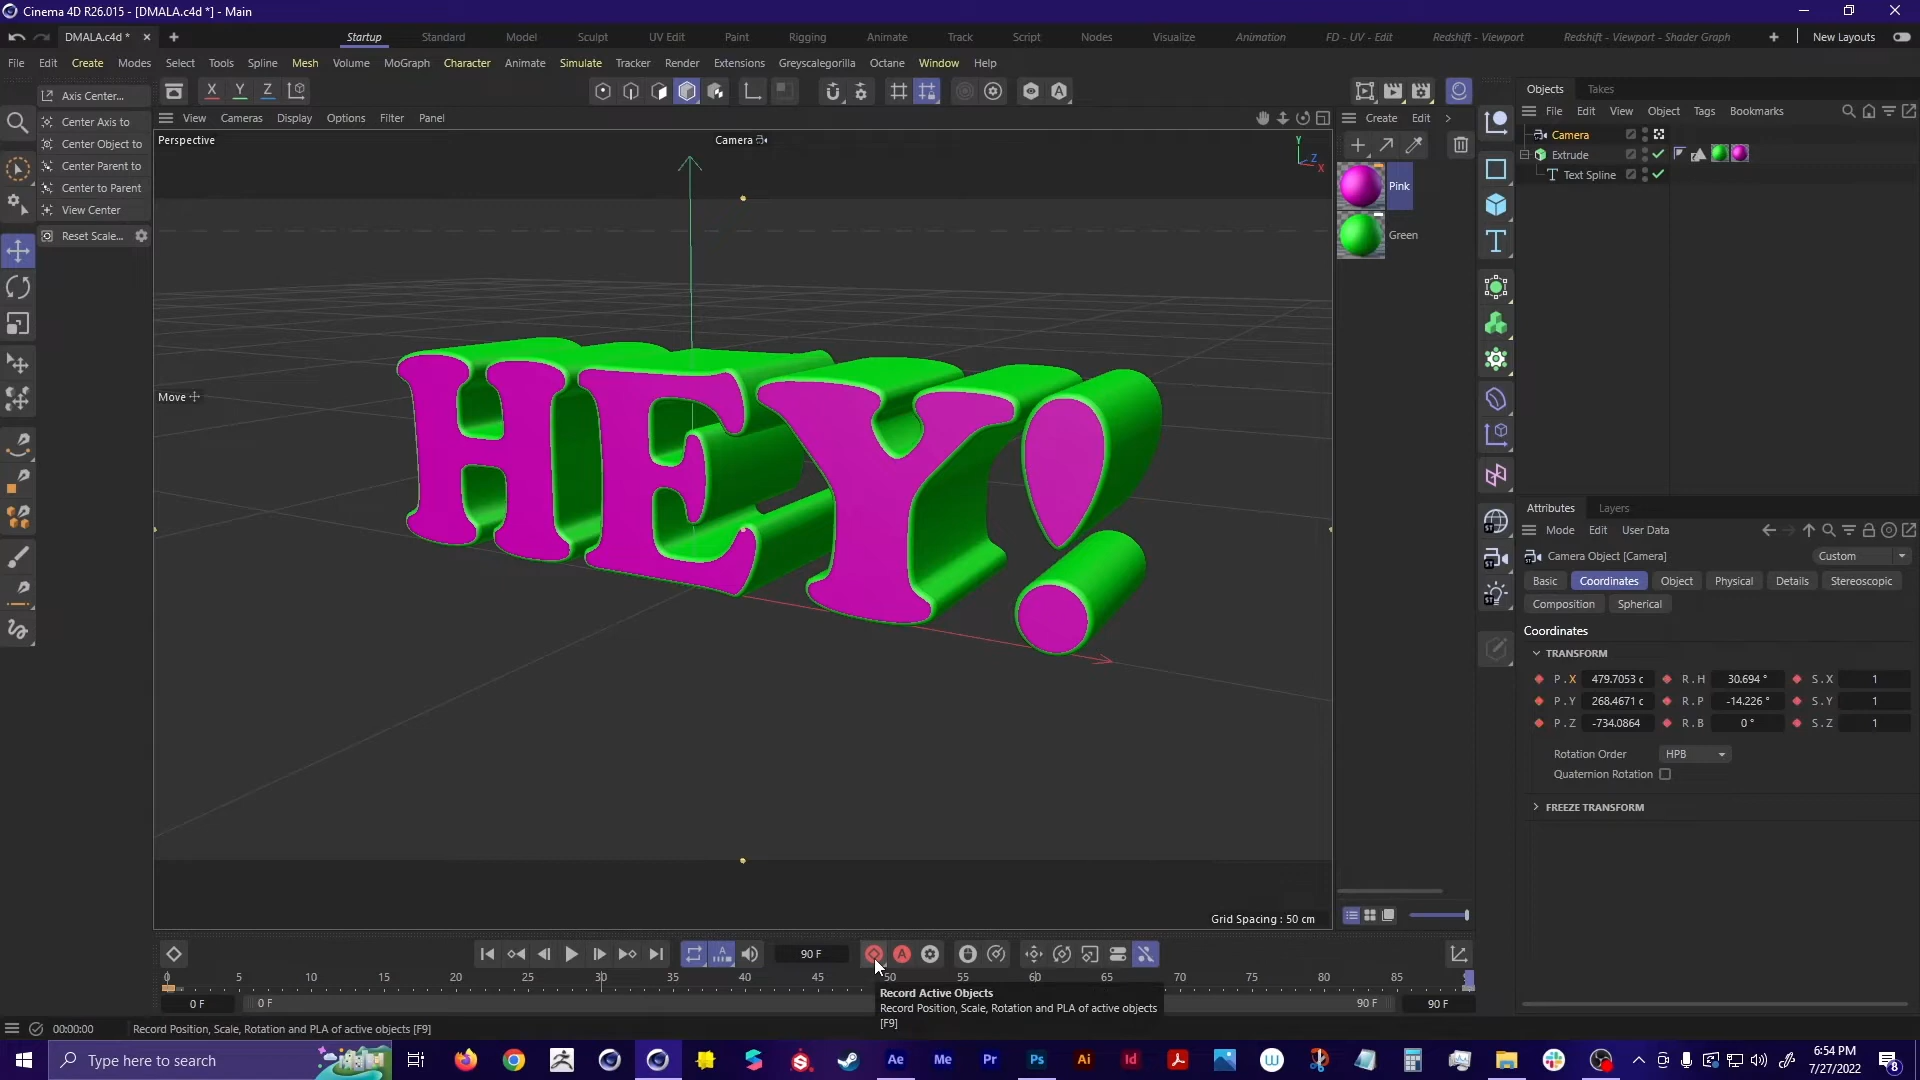 Cinema 4D R26.015 - [DMALA.c4d *] - Main
DMALA.c4d *
Startup
Standard
Model
Sculpt
UV Edit
Paint
Rigging
Animate
Track
Script
Nodes
Visualize
Animation
FD - UV - Edit
Redshift - Viewport
Redshift - Viewport - Shader Graph
New Layouts
File Edit Create Modes Select Tools Spline Mesh Volume MoGraph Character Animate Simulate Tracker Render Extensions Greyscalegorilla Octane Window Help
X Y Z
Axis Center...
Center Axis to
Center Object to
Center Parent to
Center to Parent
View Center
Reset Scale...
View Cameras Display Options Filter Panel
Perspective
Camera
Y
Z
X
Move
HEY!
Grid Spacing : 50 cm
Create Edit
Pink
Green
Objects Takes
File Edit View Object Tags Bookmarks
Camera
Extrude
Text Spline
Attributes Layers
Mode Edit User Data
Camera Object [Camera]
Custom
Basic Coordinates Object Physical Details Stereoscopic
Composition Spherical
Coordinates
TRANSFORM
P . X 479.7053 c R . H 30.694 ° S . X 1
P . Y 268.4671 c R . P -14.226 ° S . Y 1
P . Z -734.0864 R . B 0 ° S . Z 1
Rotation Order HPB
Quaternion Rotation
FREEZE TRANSFORM
90 F
0 5 10 15 20 25 30 35 40 45 50 55 60 65 70 75 80 85
0 F
0 F
90 F
90 F
Record Active Objects
Record Position, Scale, Rotation and PLA of active objects
[F9]
00:00:00
Record Position, Scale, Rotation and PLA of active objects [F9]
Type here to search
Ae
Me
Pr
Ps
Ai
Id
6:54 PM
7/27/2022
8